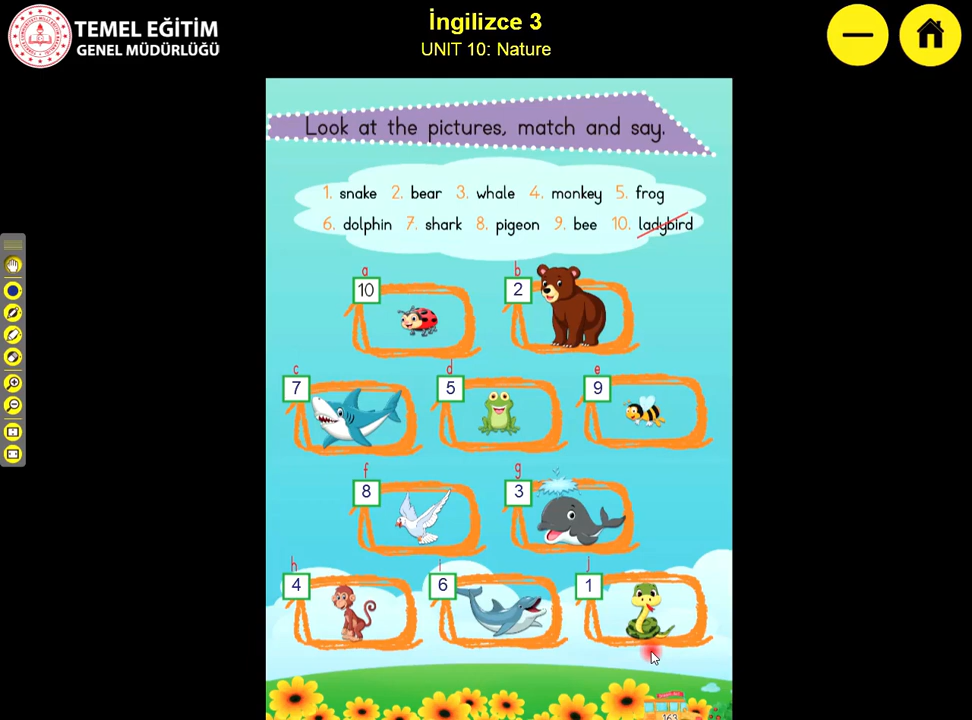 TEMEL EĞİTİM
GENEL MÜDÜRLÜĞÜ
İngilizce 3
UNIT 10: Nature
Look at the pictures, match and say.
1. snake 2. bear 3. whale 4. monkey 5. frog
6. dolphin 7. shark 8. pigeon 9. bee 10. ladybird
a b
10 2
c d e
7 5 9
f g
8 3
h i j
4 6 1
163